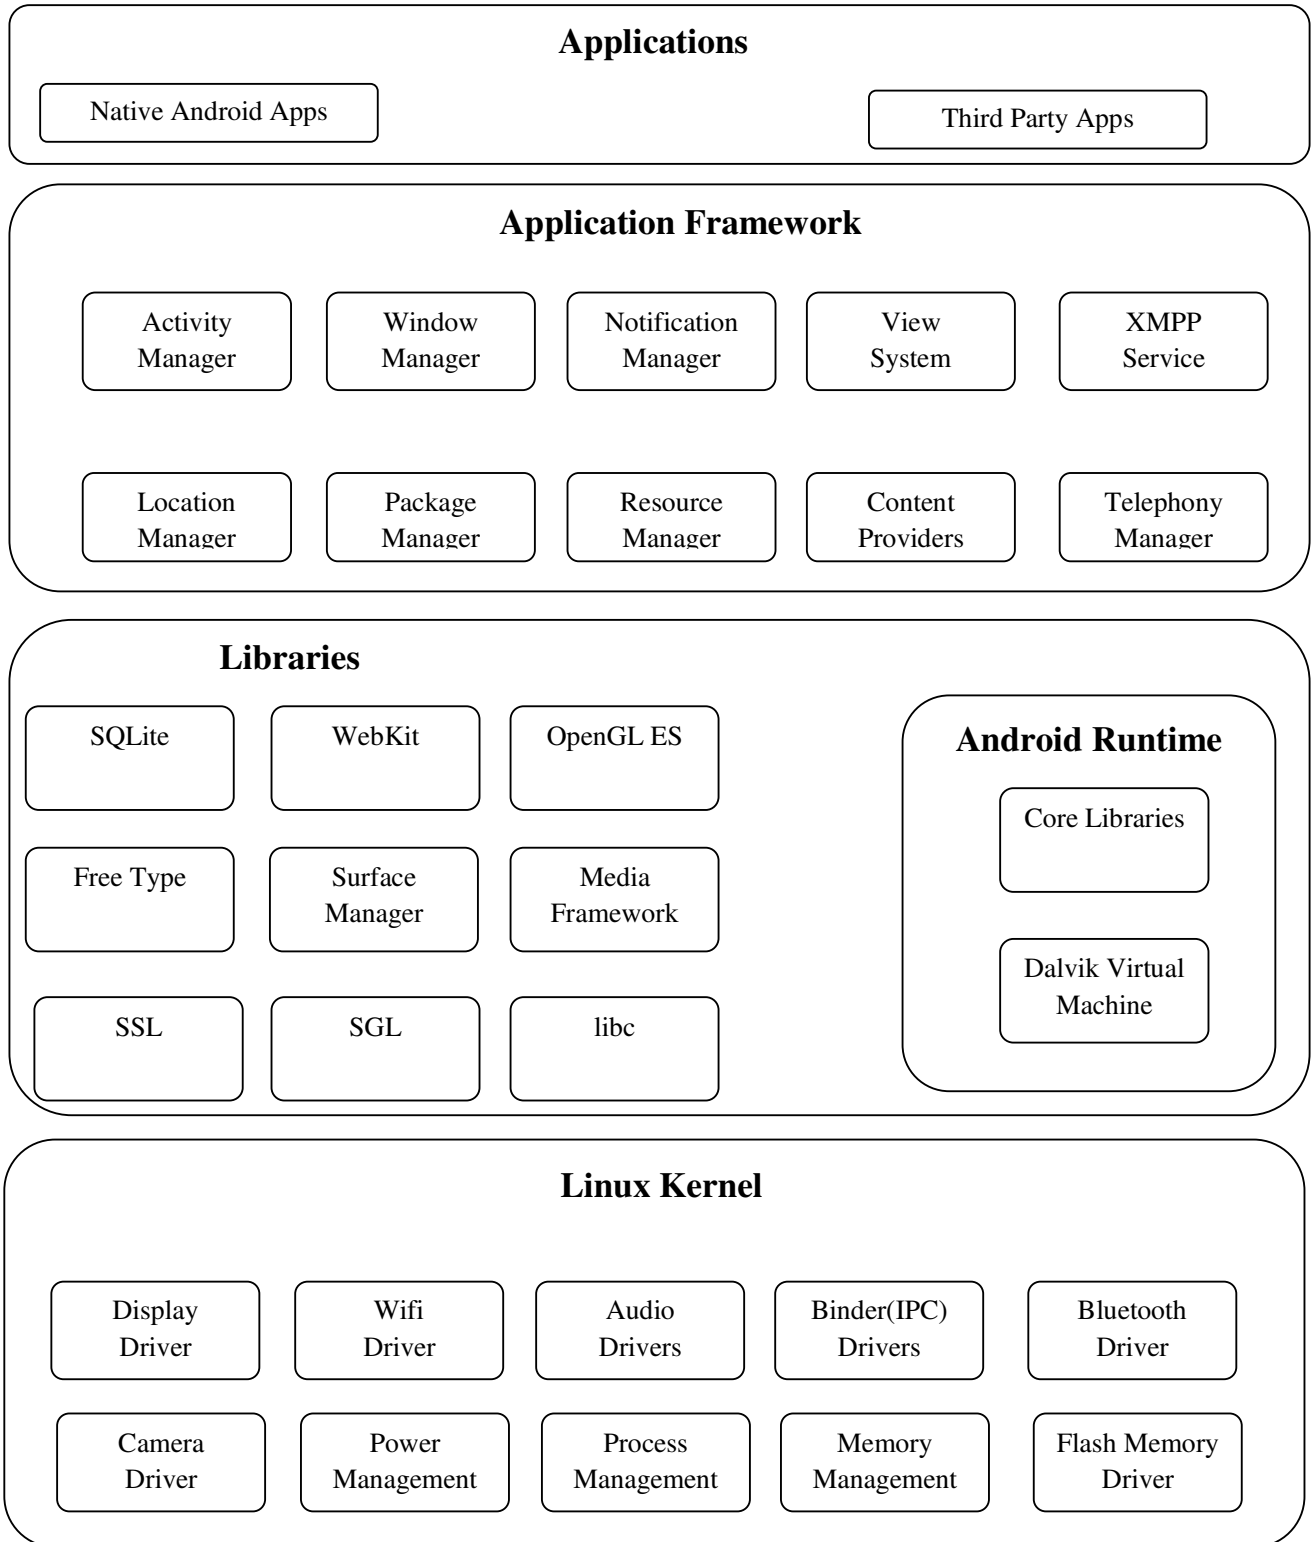 Applications
Native Android Apps
Third Party Apps
Application Framework
Activity
Manager
Window
Manager
Notification
Manager
View
System
XMPP
Service
Location
Manager
Package
Manager
Resource
Manager
Content
Providers
Telephony
Manager
Libraries
SQLite
WebKit
OpenGL ES
Free Type
Surface
Manager
Media
Framework
SSL
SGL
libc
Android Runtime
Core Libraries
Dalvik Virtual
Machine
Linux Kernel
Display
Driver
Wifi
Driver
Audio
Drivers
Binder(IPC)
Drivers
Bluetooth
Driver
Camera
Driver
Power
Management
Process
Management
Memory
Management
Flash Memory
Driver